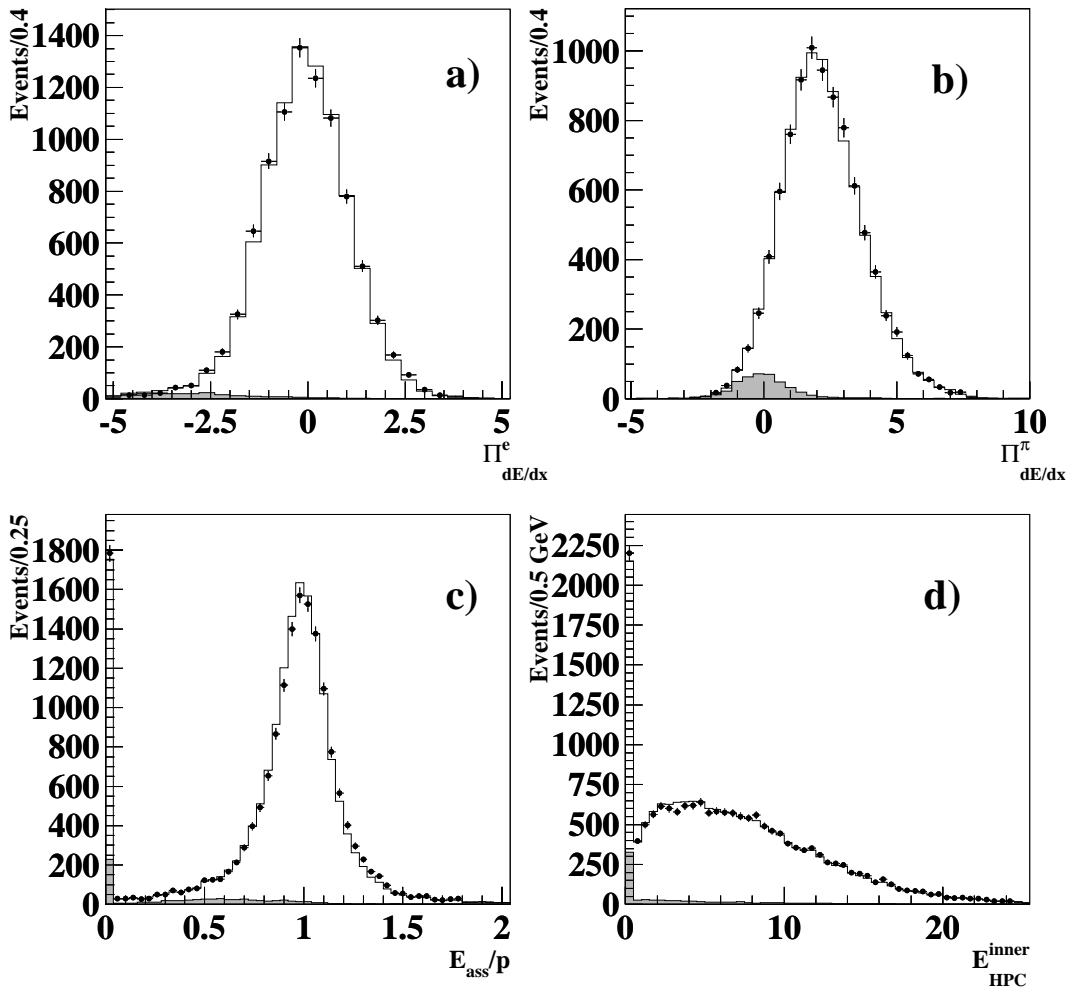 Events/0.4
1400
1200
1000
800
600
400
200
0
a)
-5 -2.5 0 2.5 5
Π^e_dE/dx
Events/0.4
1000
800
600
400
200
0
b)
-5 0 5 10
Π^π_dE/dx
Events/0.25
1800
1600
1400
1200
1000
800
600
400
200
0
c)
0 0.5 1 1.5 2
E_ass/p
Events/0.5 GeV
2250
2000
1750
1500
1250
1000
750
500
250
0
d)
0 10 20
E^inner_HPC